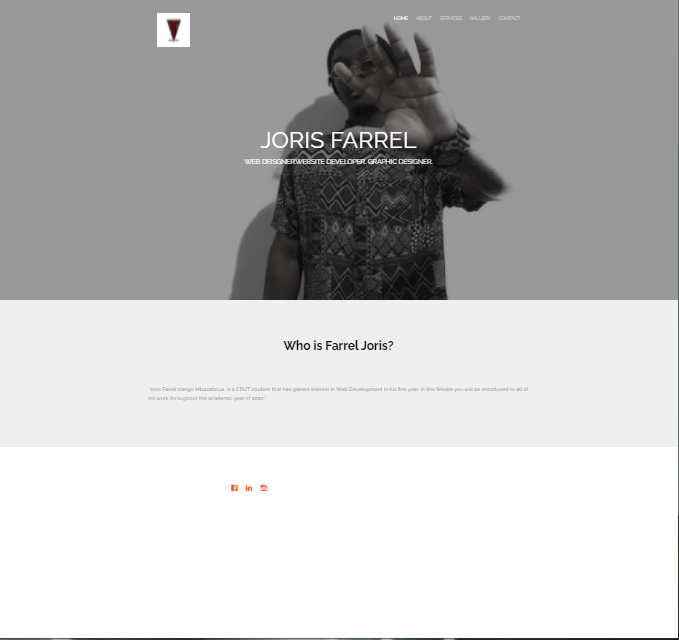 HOME ABOUT SERVICES GALLERY CONTACT
JORIS FARREL
WEB DEISGNER.WEBSITE DEVELOPER. GRAPHIC DESIGNER.
Who is Farrel Joris?
"Joris Farrel Irango Mbazaboua, is a CPUT student that has gained interest in Web Development in his first year. in this Wesite you will be introduced to all of
his work throughout the academic year of 2020"